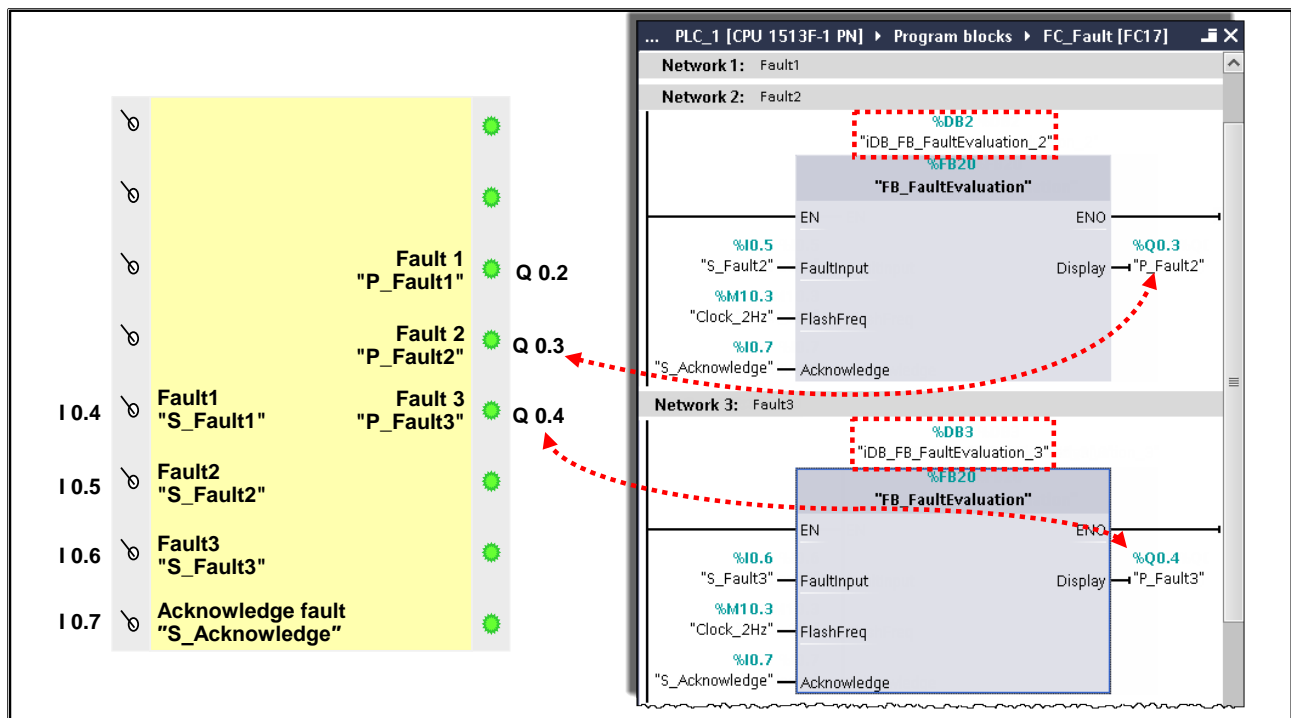 Fault 1
"P_Fault1"
Q 0.2
Fault 2
"P_Fault2"
Q 0.3
I 0.4
Fault1
"S_Fault1"
Fault 3
"P_Fault3"
Q 0.4
I 0.5
Fault2
"S_Fault2"
I 0.6
Fault3
"S_Fault3"
I 0.7
Acknowledge fault
"S_Acknowledge"
... PLC_1 [CPU 1513F-1 PN] ▸ Program blocks ▸ FC_Fault [FC17]
Network 1: Fault1
Network 2: Fault2
%DB2
"iDB_FB_FaultEvaluation_2"
%FB20
"FB_FaultEvaluation"
EN ENO
%I0.5
"S_Fault2" FaultInput
%Q0.3
Display "P_Fault2"
%M10.3
"Clock_2Hz" FlashFreq
%I0.7
"S_Acknowledge" Acknowledge
Network 3: Fault3
%DB3
"iDB_FB_FaultEvaluation_3"
%FB20
"FB_FaultEvaluation"
EN ENO
%I0.6
"S_Fault3" FaultInput
%Q0.4
Display "P_Fault3"
%M10.3
"Clock_2Hz" FlashFreq
%I0.7
"S_Acknowledge" Acknowledge